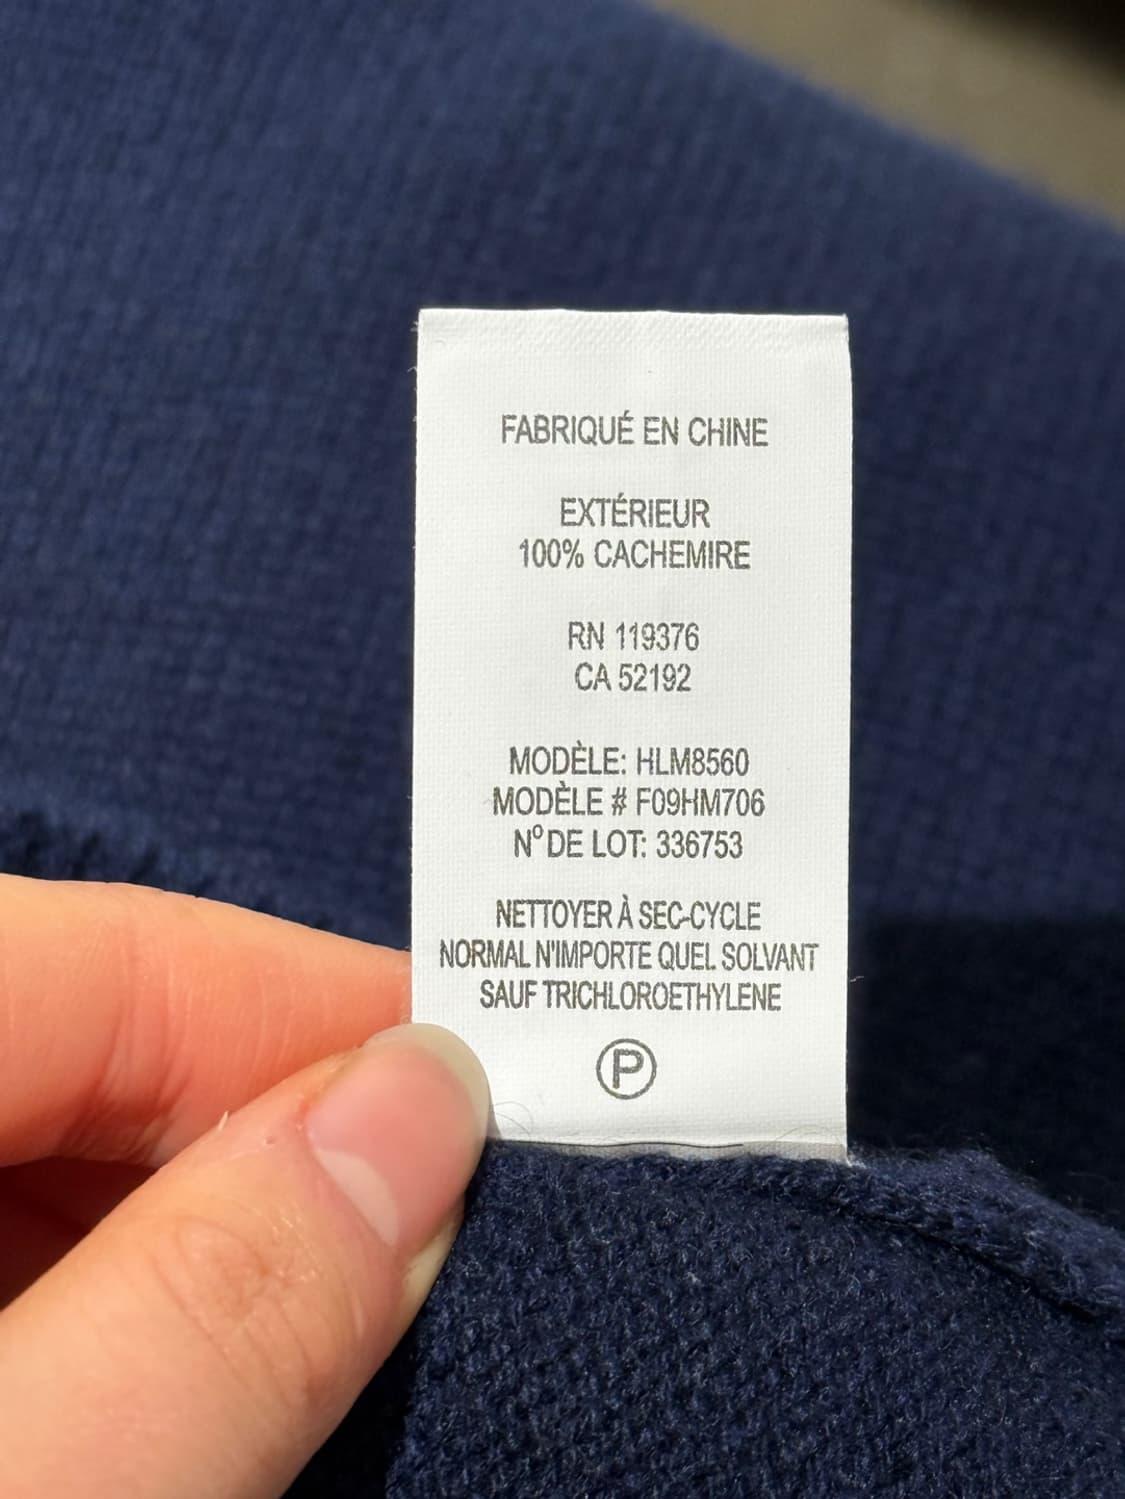 FABRIQUÉ EN CHINE
EXTÉRIEUR
100% CACHEMIRE
RN 119376
CA 52192
MODÈLE: HLM8560
MODÈLE # F09HM706
Nº DE LOT: 336753
NETTOYER À SEC-CYCLE
NORMAL N'IMPORTE QUEL SOLVANT
SAUF TRICHLOROETHYLENE
P